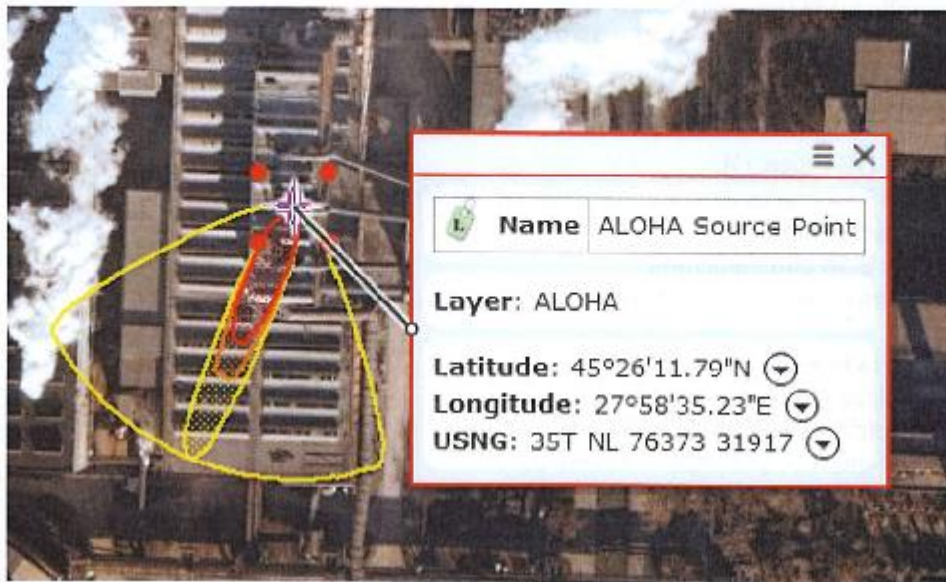 Name ALOHA Source Point
Layer: ALOHA
Latitude: 45°26'11.79"N
Longitude: 27°58'35.23"E
USNG: 35T NL 76373 31917